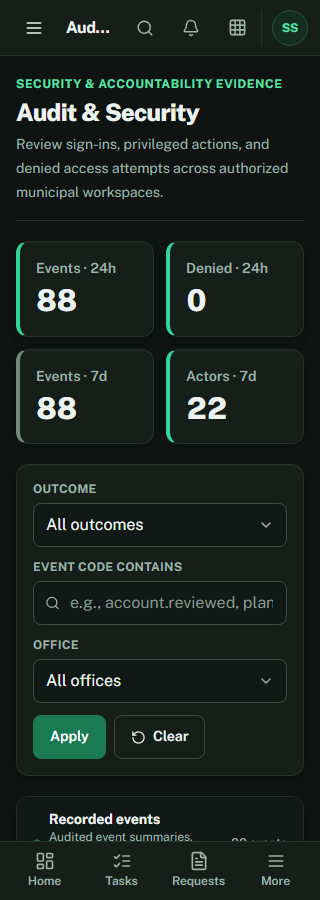 Aud...
SS
SECURITY & ACCOUNTABILITY EVIDENCE
Audit & Security
Review sign-ins, privileged actions, and
denied access attempts across authorized
municipal workspaces.
Events · 24h
88
Denied · 24h
0
Events · 7d
88
Actors · 7d
22
OUTCOME
All outcomes
EVENT CODE CONTAINS
e.g., account.reviewed, plan
OFFICE
All offices
Apply
Clear
Recorded events
Audited event summaries.
Home
Tasks
Requests
More